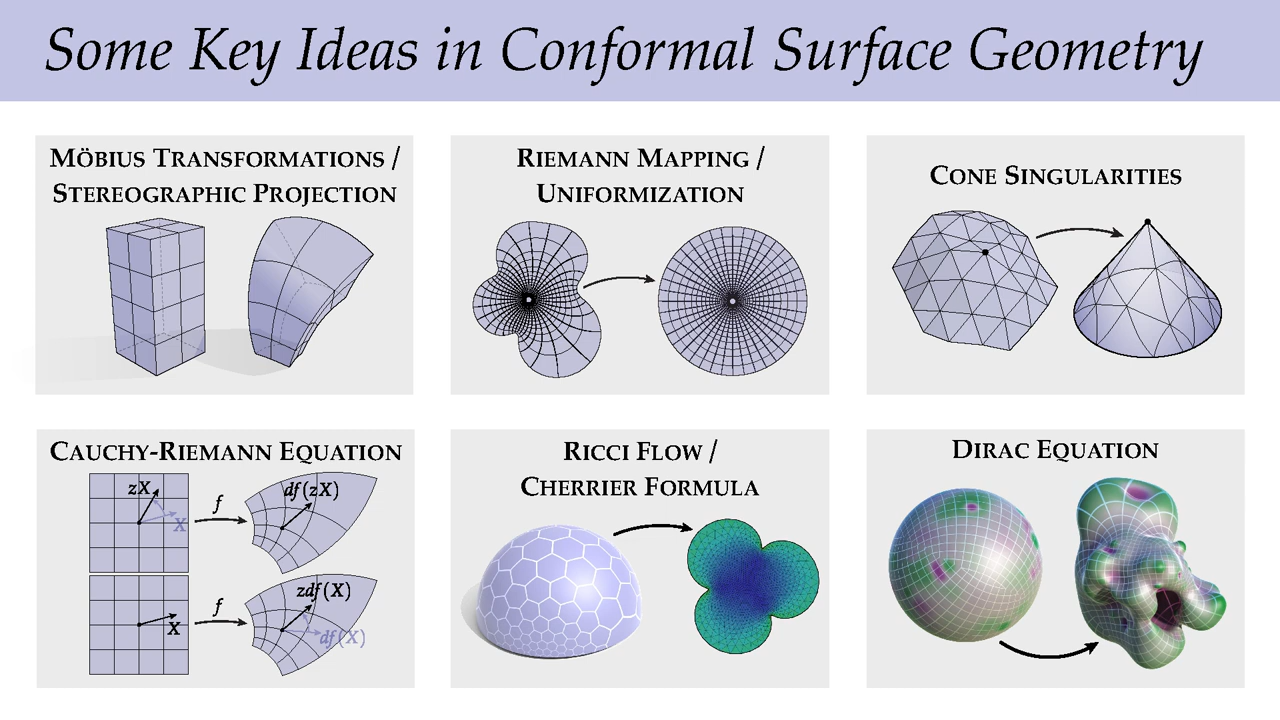 Some Key Ideas in Conformal Surface Geometry
MÖBIUS TRANSFORMATIONS /
STEREOGRAPHIC PROJECTION
RIEMANN MAPPING /
UNIFORMIZATION
CONE SINGULARITIES
CAUCHY-RIEMANN EQUATION
zX
X
f
df(zX)
X
f
zdf(X)
df(X)
RICCI FLOW /
CHERRIER FORMULA
DIRAC EQUATION